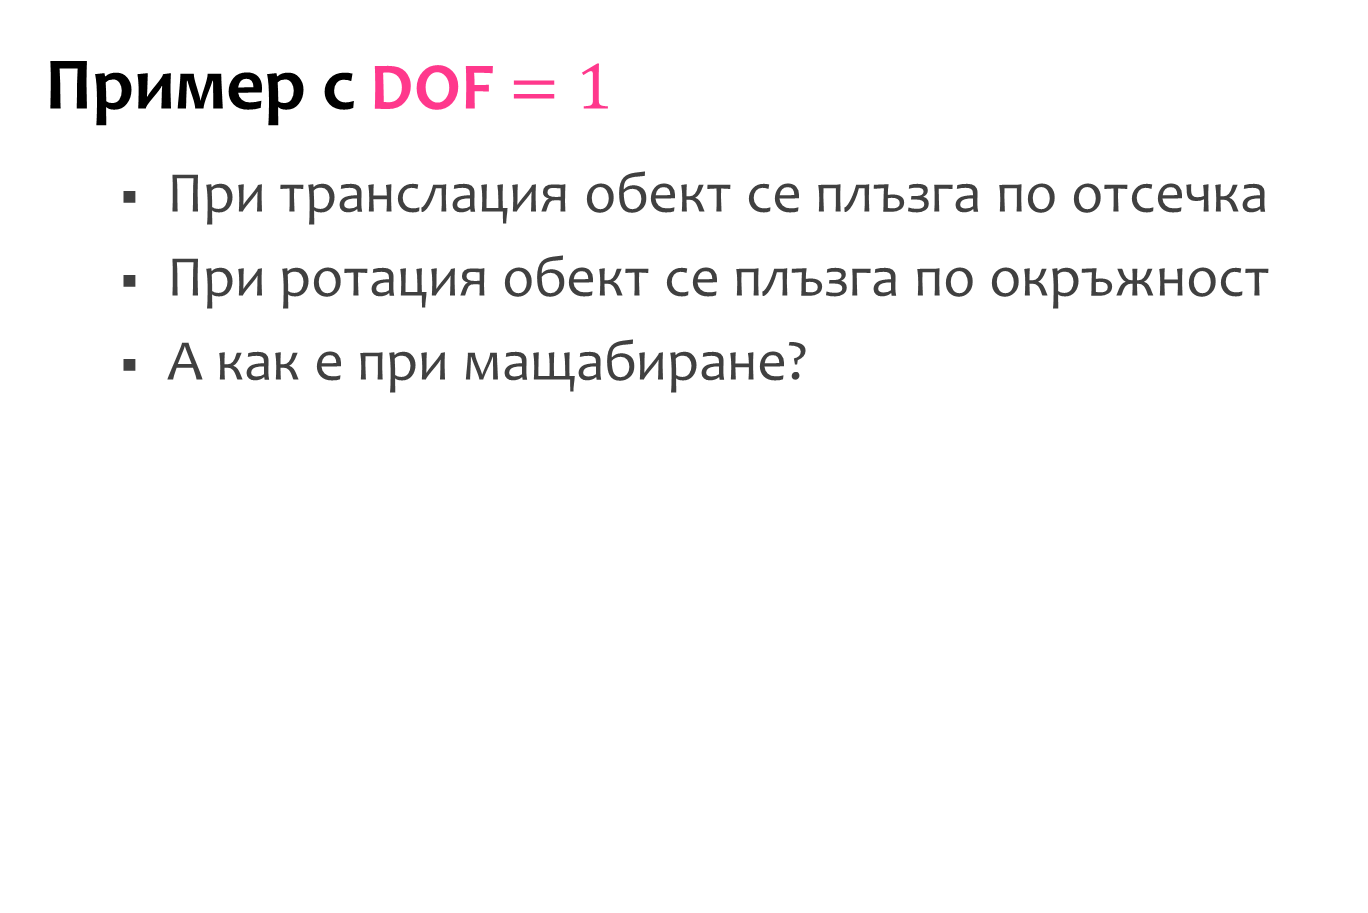 Пример с DOF = 1
▪ При транслация обект се плъзга по отсечка
▪ При ротация обект се плъзга по окръжност
▪ А как е при мащабиране?